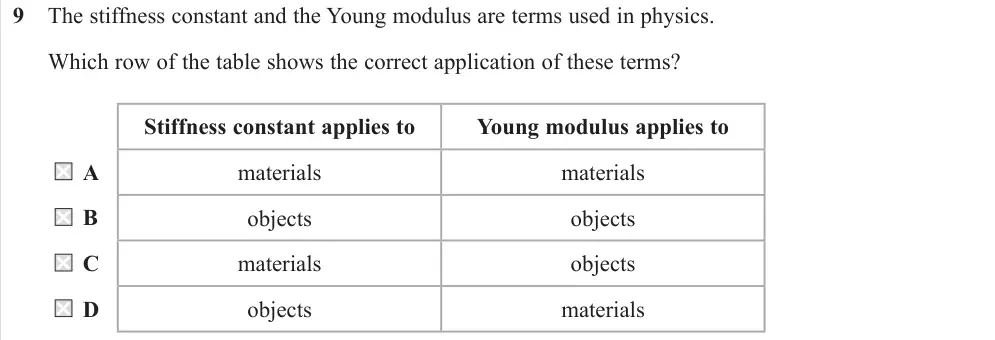 9 The stiffness constant and the Young modulus are terms used in physics.
Which row of the table shows the correct application of these terms?
Stiffness constant applies to Young modulus applies to
A materials materials
B objects objects
C materials objects
D objects materials